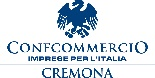 CONFCOMMERCIO
IMPRESE PER L'ITALIA
CREMONA